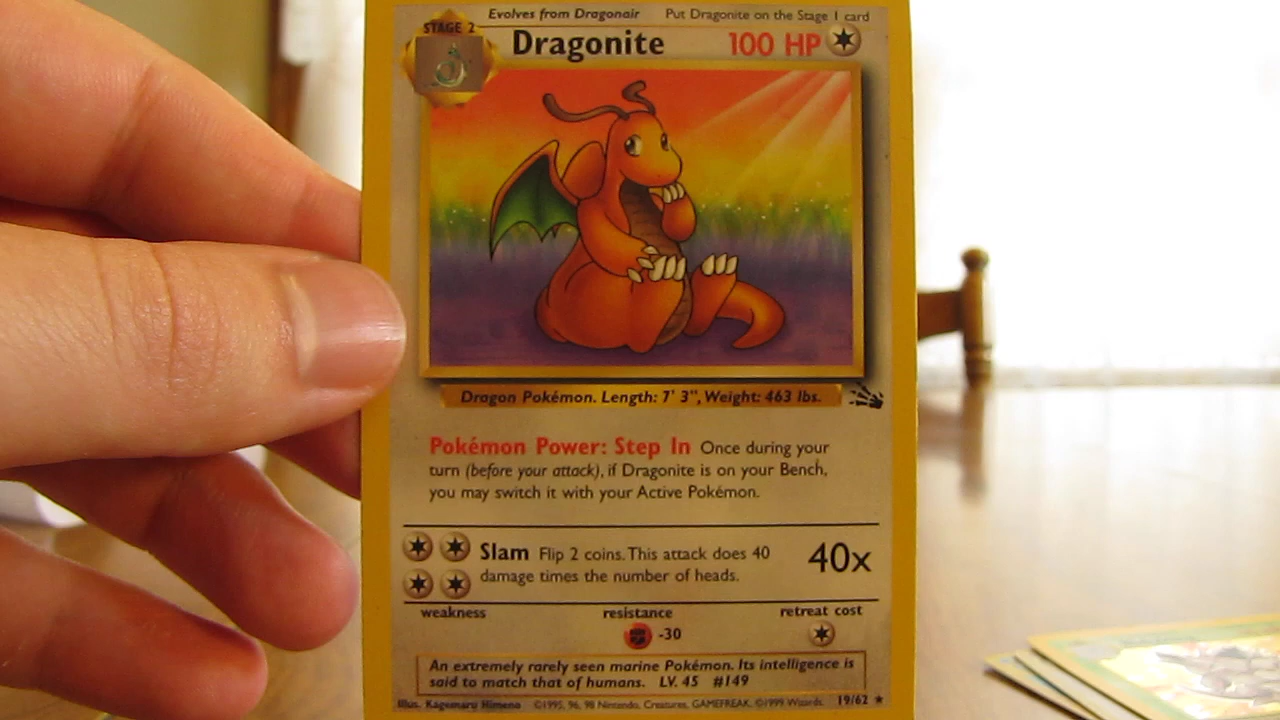 Evolves from Dragonair Put Dragonite on the Stage 1 card
STAGE 2
Dragonite 100 HP
Dragon Pokémon. Length: 7' 3", Weight: 463 lbs.
Pokémon Power: Step In Once during your
turn (before your attack), if Dragonite is on your Bench,
you may switch it with your Active Pokémon.
Slam Flip 2 coins. This attack does 40
damage times the number of heads. 40x
weakness resistance retreat cost
-30
An extremely rarely seen marine Pokémon. Its intelligence is
said to match that of humans. LV. 45 #149
Illus. Kagemaru Himeno ©1995, 96, 98 Nintendo, Creatures, GAMEFREAK. ©1999 Wizards. 19/62 ★